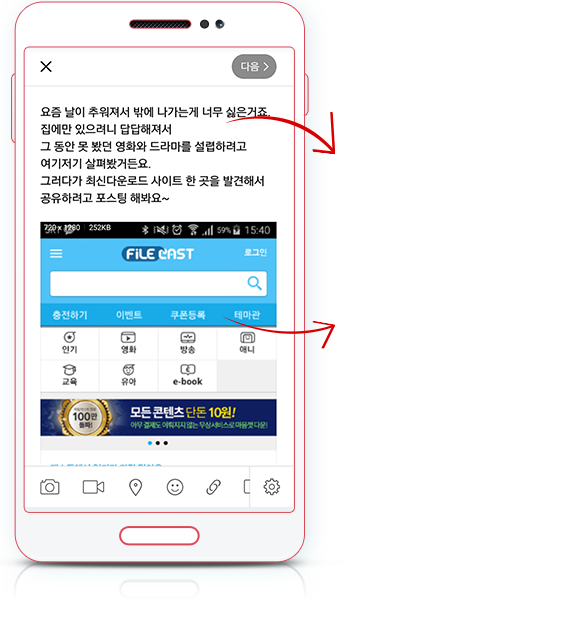 다음
요즘 날이 추워져서 밖에 나가는게 너무 싫은거죠.
집에만 있으려니 답답해져서
그 동안 못 봤던 영화와 드라마를 설렵하려고
여기저기 살펴봤거든요.
그러다가 최신다운로드 사이트 한 곳을 발견해서
공유하려고 포스팅 해봐요~
720 x 1280 252KB 59% 15:40
FiLE CAST 로그인
충전하기 이벤트 쿠폰등록 테마관
인기 영화 방송 애니
교육 유아 e-book
100만 돌파! 모든 콘텐츠 단돈 10원!